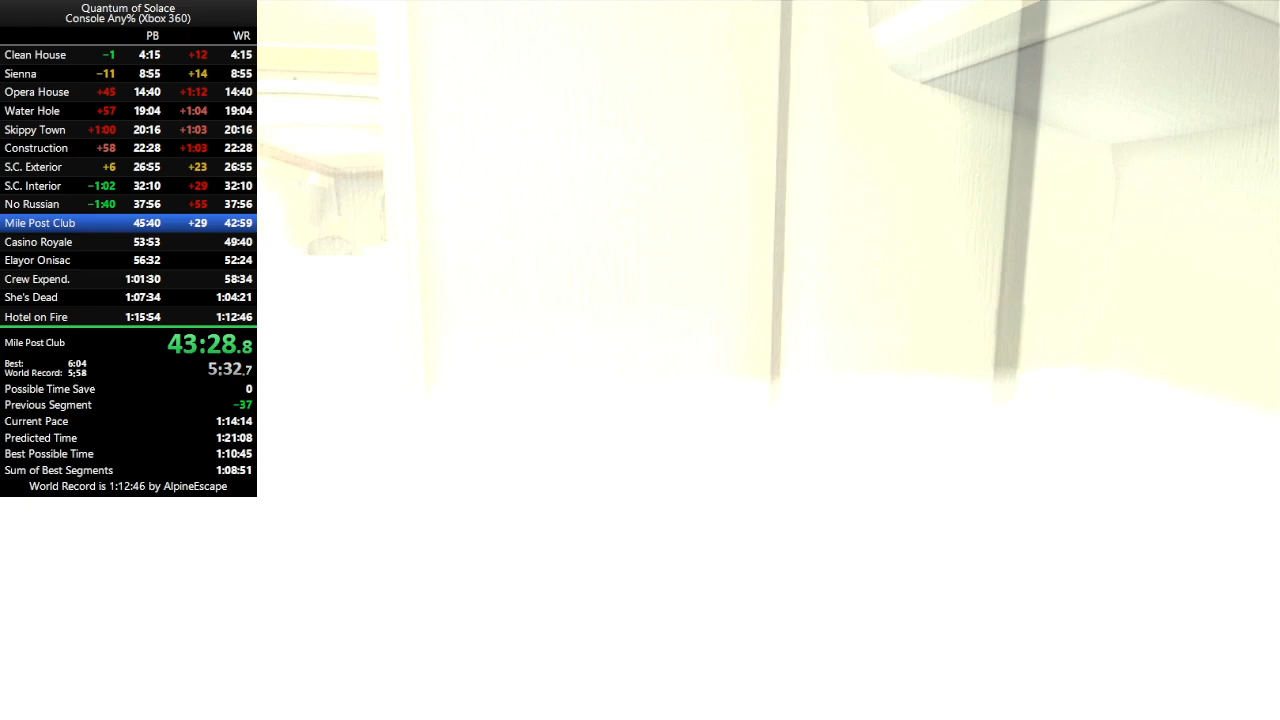 Quantum of Solace
Console Any% (Xbox 360)
PB WR
Clean House −1 4:15 +12 4:15
Sienna −11 8:55 +14 8:55
Opera House +45 14:40 +1:12 14:40
Water Hole +57 19:04 +1:04 19:04
Skippy Town +1:00 20:16 +1:03 20:16
Construction +58 22:28 +1:03 22:28
S.C. Exterior +6 26:55 +23 26:55
S.C. Interior −1:02 32:10 +29 32:10
No Russian −1:40 37:56 +55 37:56
Mile Post Club 45:40 +29 42:59
Casino Royale 53:53 49:40
Elayor Onisac 56:32 52:24
Crew Expend. 1:01:30 58:34
She's Dead 1:07:34 1:04:21
Hotel on Fire 1:15:54 1:12:46
Mile Post Club 43:28.8
Best: 6:04
World Record: 5:58 5:32.7
Possible Time Save 0
Previous Segment −37
Current Pace 1:14:14
Predicted Time 1:21:08
Best Possible Time 1:10:45
Sum of Best Segments 1:08:51
World Record is 1:12:46 by AlpineEscape